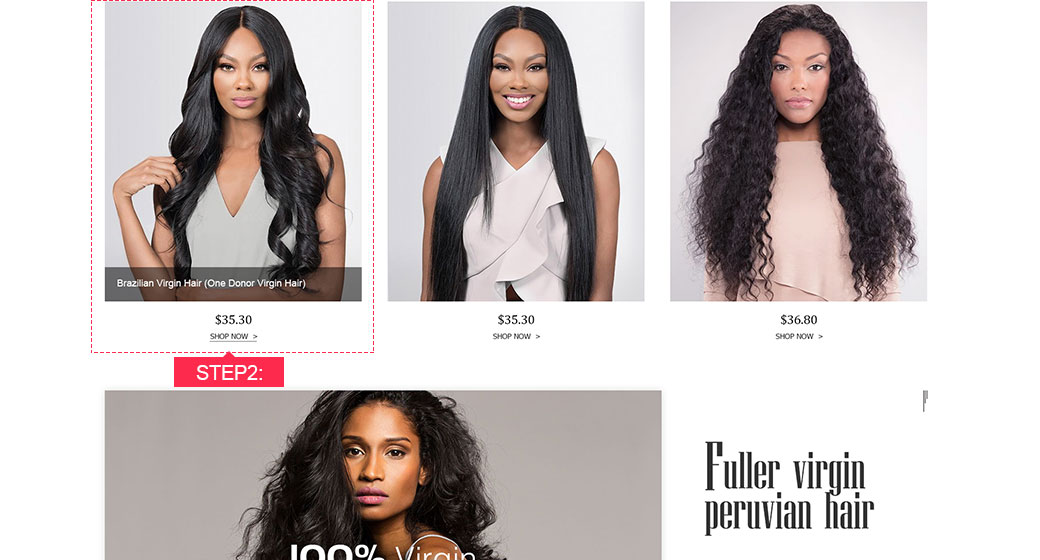 Brazilian Virgin Hair (One Donor Virgin Hair)
$35.30
SHOP NOW >
$35.30
SHOP NOW >
$36.80
SHOP NOW >
STEP2:
100% Virgin
Fuller virgin
peruvian hair